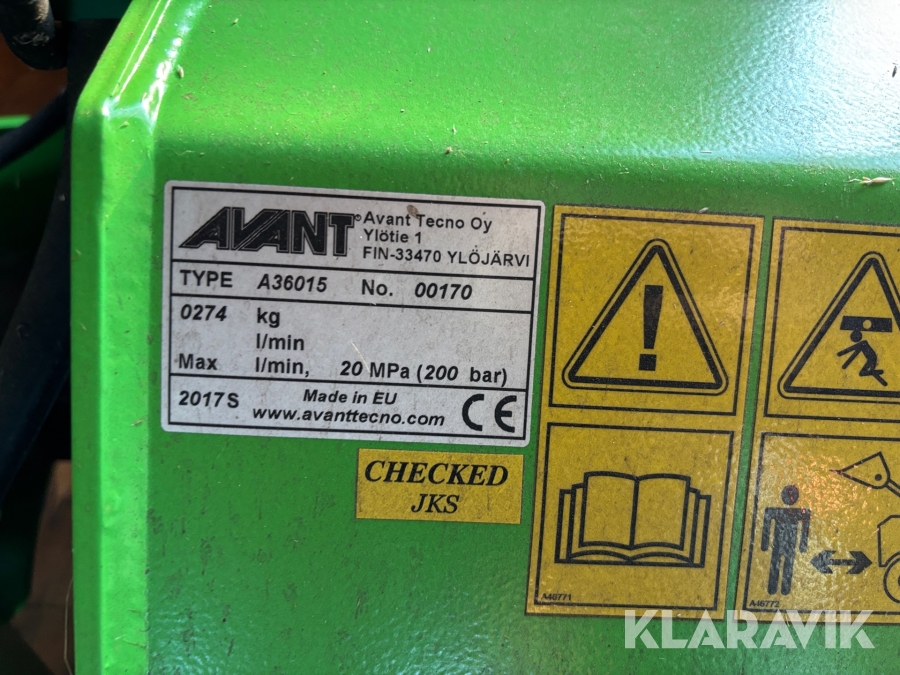 AVANT®
Avant Tecno Oy
Ylötie 1
FIN-33470 YLÖJÄRVI
TYPE A36015 No. 00170
0274 kg
l/min
Max l/min, 20 MPa (200 bar)
2017S Made in EU
www.avanttecno.com CE
CHECKED
JKS
A46771
A46772
KLARAVIK